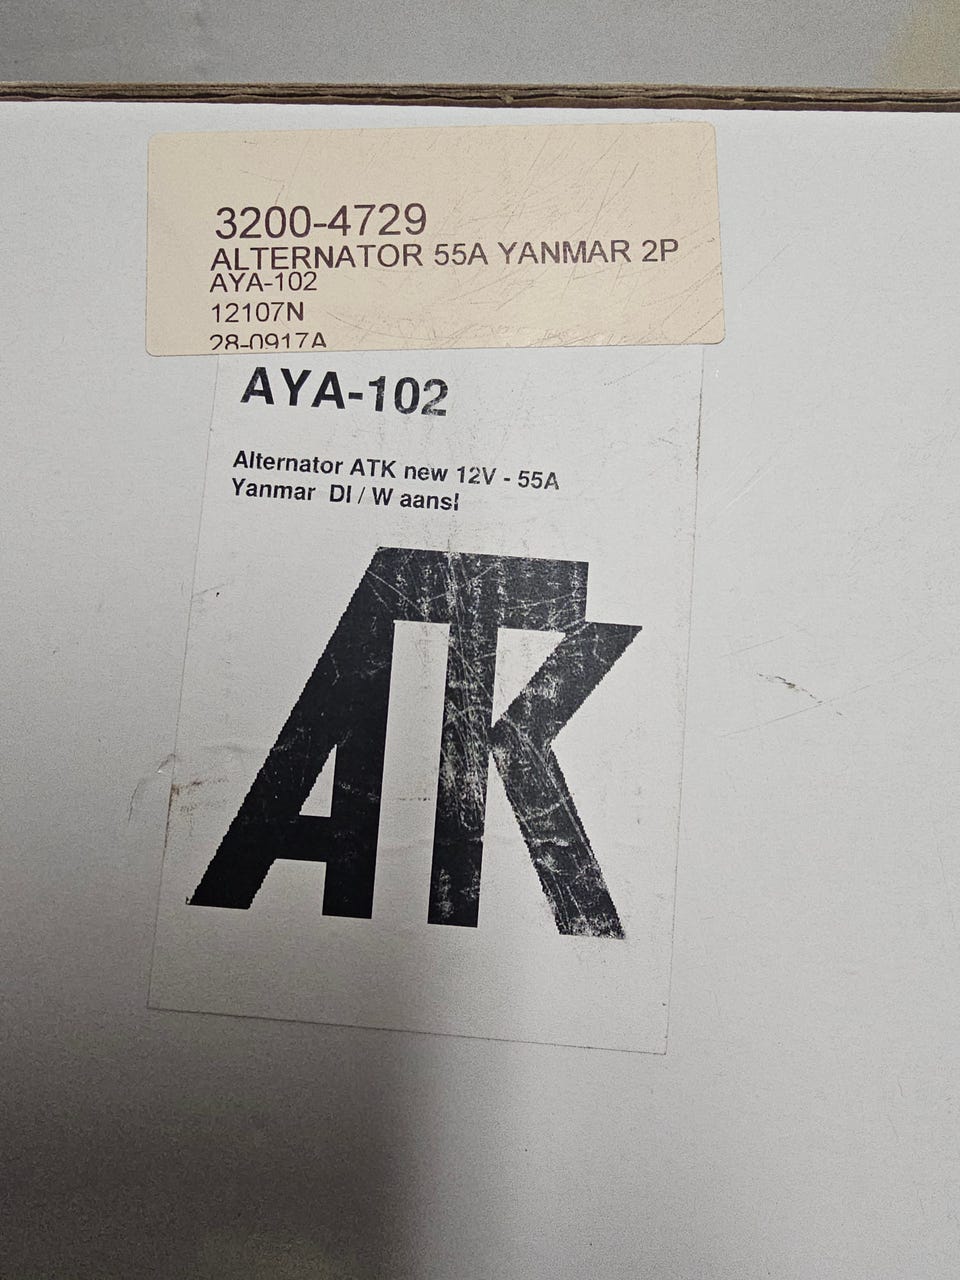 3200-4729
ALTERNATOR 55A YANMAR 2P
AYA-102
12107N
28-0917A
AYA-102
Alternator ATK new 12V - 55A
Yanmar DI / W aansl
ATK